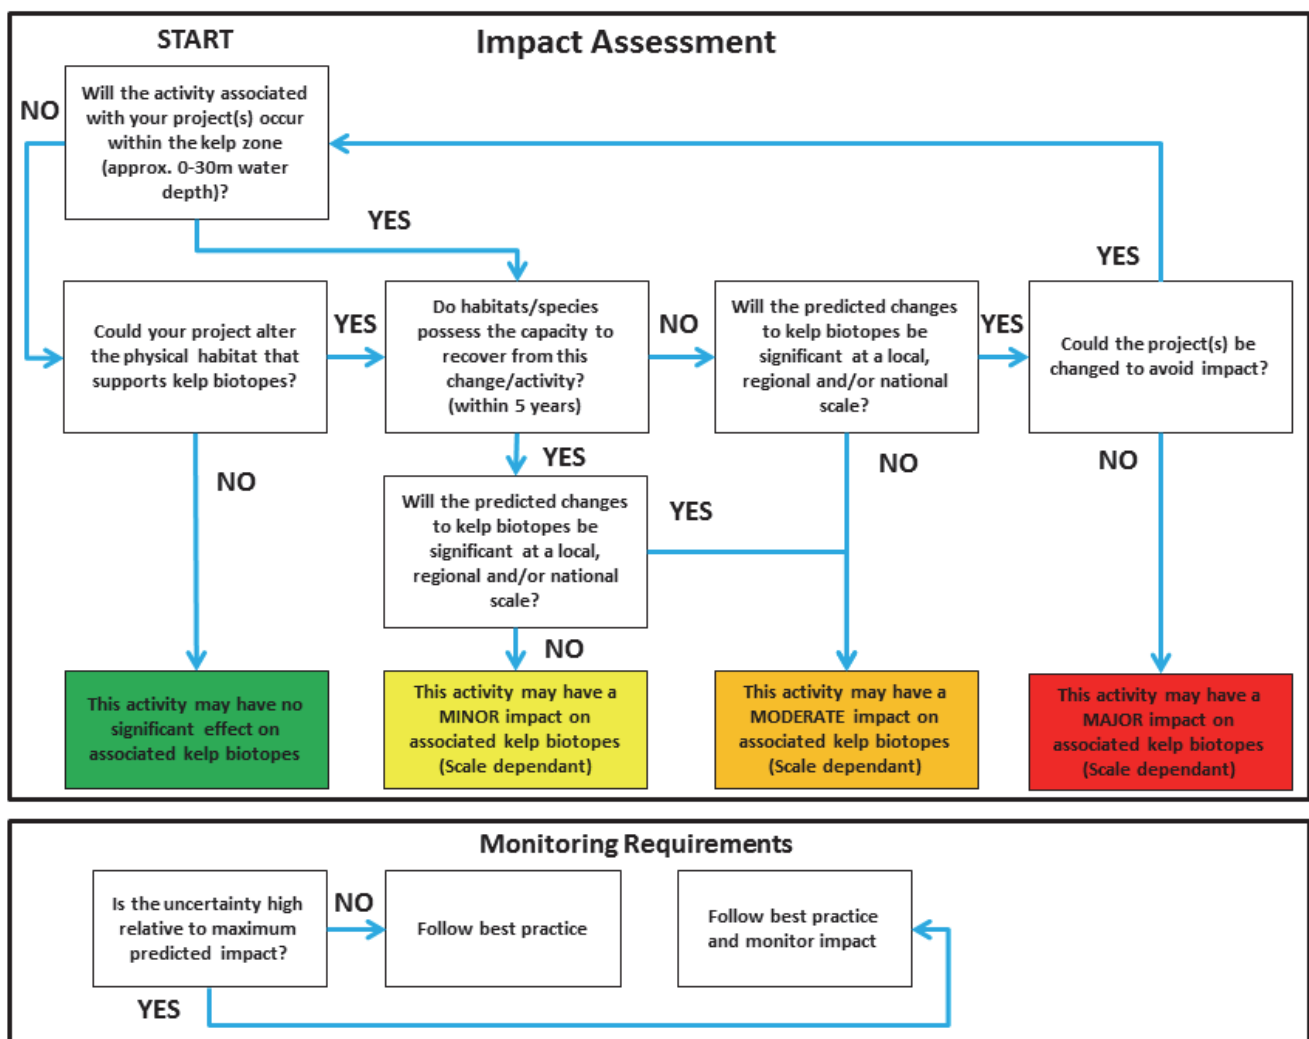 START
Impact Assessment
Will the activity associated
with your project(s) occur
within the kelp zone
(approx. 0-30m water
depth)?
NO
YES
YES
Could your project alter
the physical habitat that
supports kelp biotopes?
YES
Do habitats/species
possess the capacity to
recover from this
change/activity?
(within 5 years)
NO
Will the predicted changes
to kelp biotopes be
significant at a local,
regional and/or national
scale?
YES
Could the project(s) be
changed to avoid impact?
NO
YES
NO
NO
Will the predicted changes
to kelp biotopes be
significant at a local,
regional and/or national
scale?
YES
NO
This activity may have no
significant effect on
associated kelp biotopes
This activity may have a
MINOR impact on
associated kelp biotopes
(Scale dependant)
This activity may have a
MODERATE impact on
associated kelp biotopes
(Scale dependant)
This activity may have a
MAJOR impact on
associated kelp biotopes
(Scale dependant)
Monitoring Requirements
Is the uncertainty high
relative to maximum
predicted impact?
NO
Follow best practice
Follow best practice
and monitor impact
YES